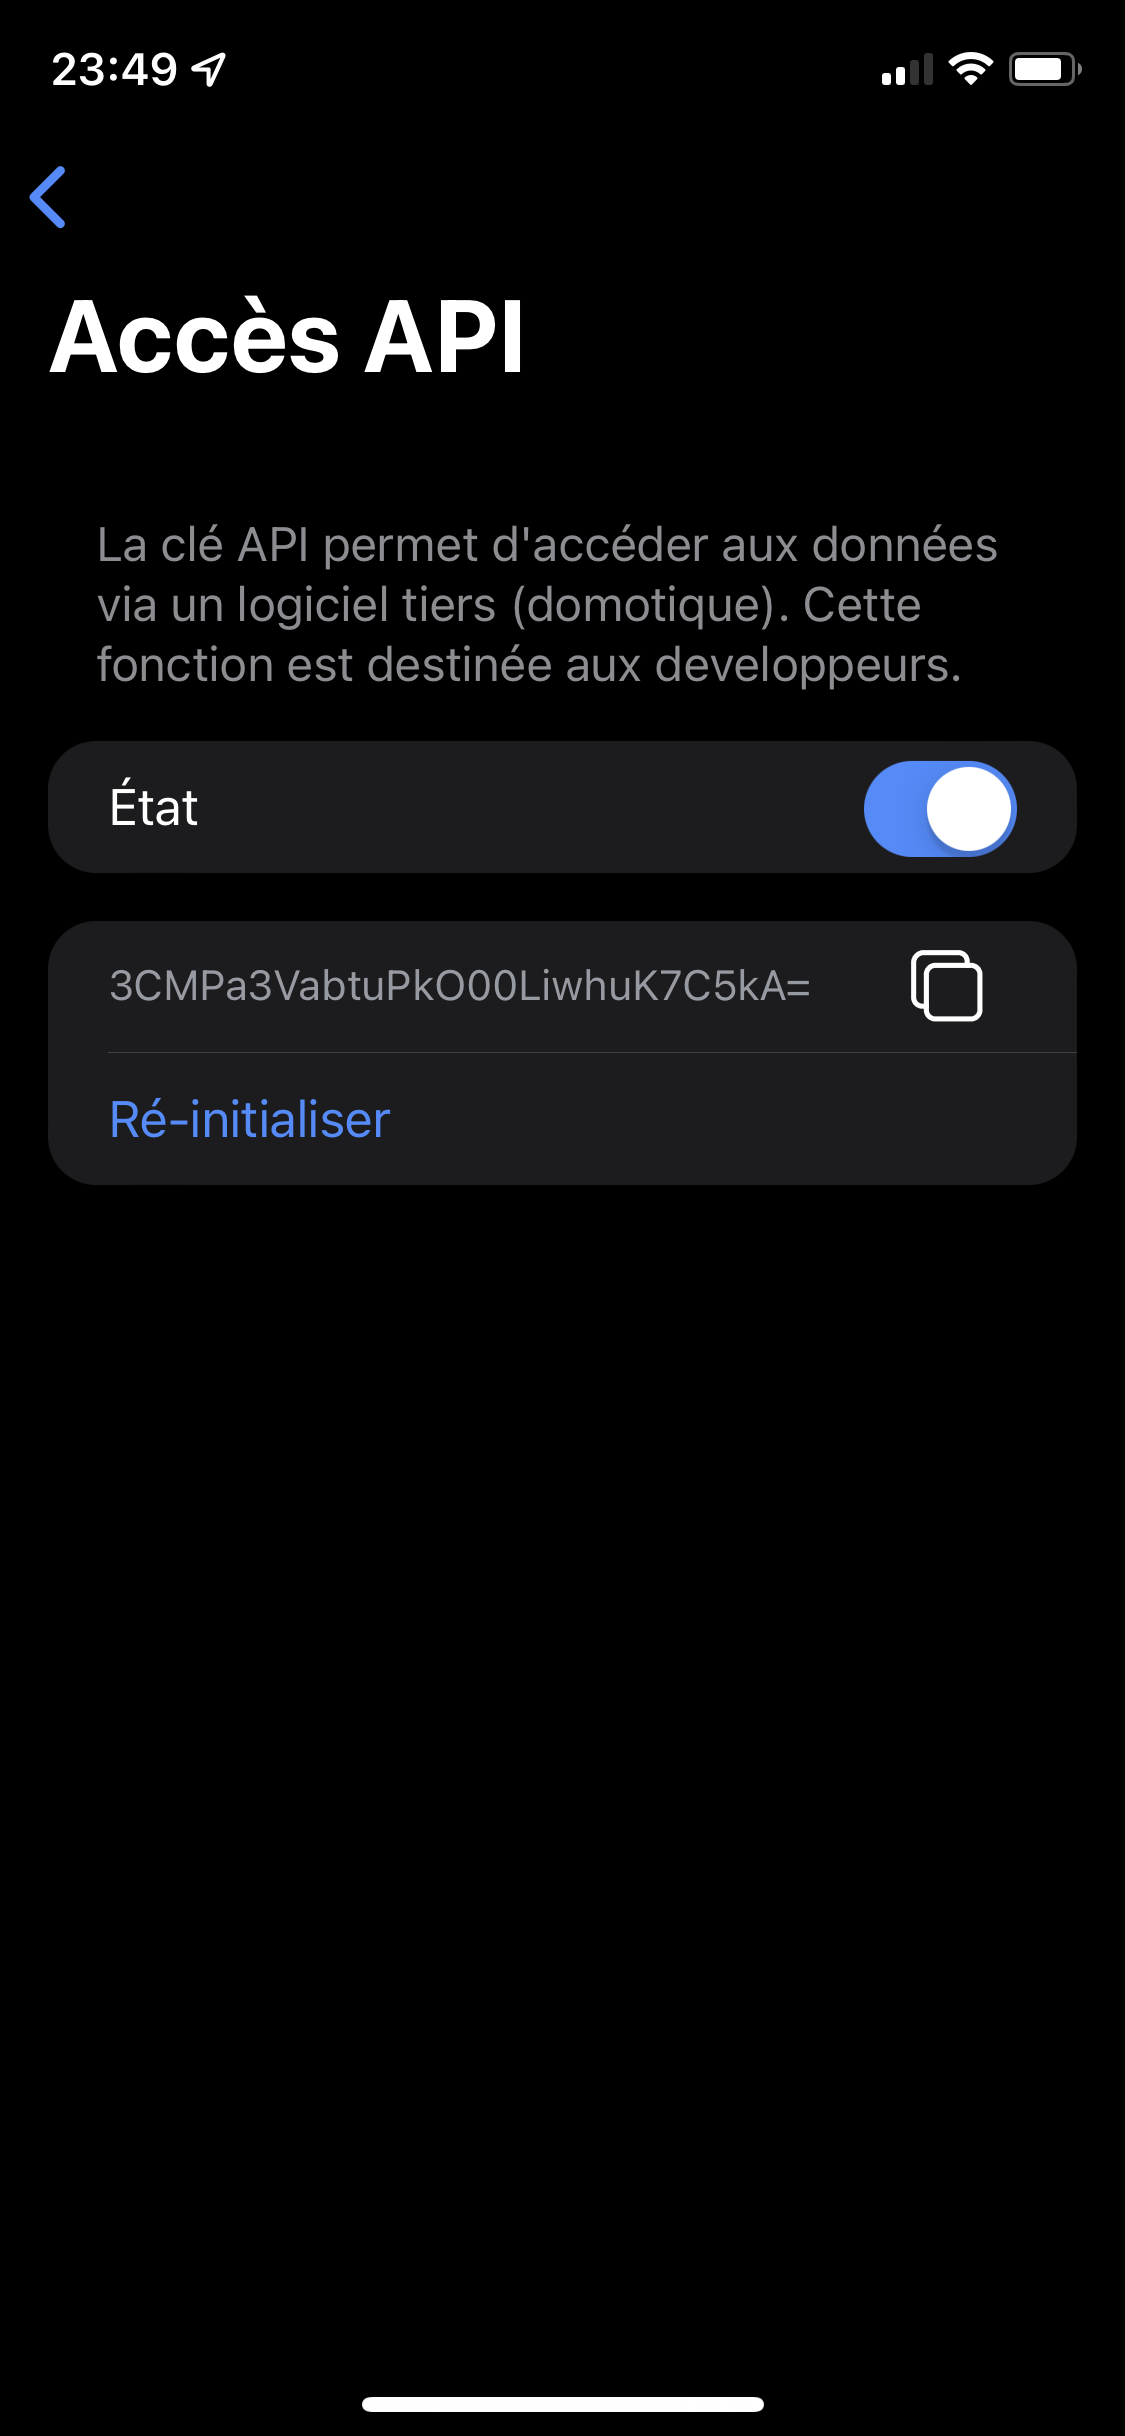 23:49
Accès API
La clé API permet d'accéder aux données
via un logiciel tiers (domotique). Cette
fonction est destinée aux developpeurs.
État
3CMPa3VabtuPkO00LiwhuK7C5kA=
Ré-initialiser